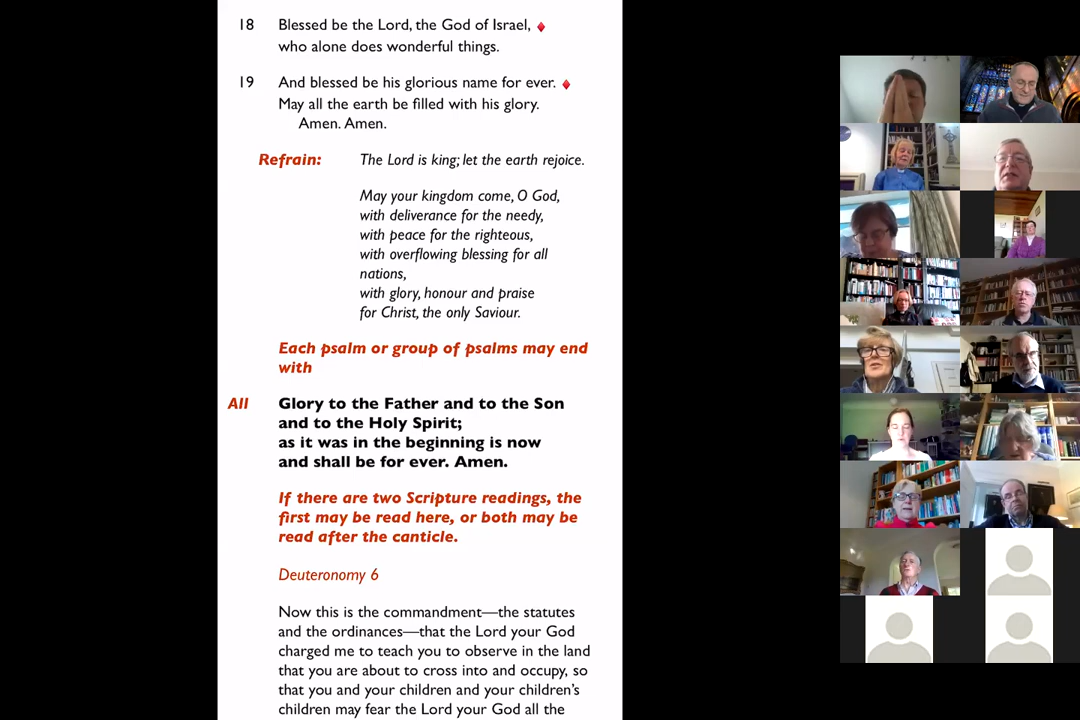 18 Blessed be the Lord, the God of Israel, ♦
who alone does wonderful things.
19 And blessed be his glorious name for ever. ♦
May all the earth be filled with his glory.
Amen. Amen.
Refrain: The Lord is king; let the earth rejoice.
May your kingdom come, O God,
with deliverance for the needy,
with peace for the righteous,
with overflowing blessing for all
nations,
with glory, honour and praise
for Christ, the only Saviour.
Each psalm or group of psalms may end
with
All Glory to the Father and to the Son
and to the Holy Spirit;
as it was in the beginning is now
and shall be for ever. Amen.
If there are two Scripture readings, the
first may be read here, or both may be
read after the canticle.
Deuteronomy 6
Now this is the commandment—the statutes
and the ordinances—that the Lord your God
charged me to teach you to observe in the land
that you are about to cross into and occupy, so
that you and your children and your children’s
children may fear the Lord your God all the